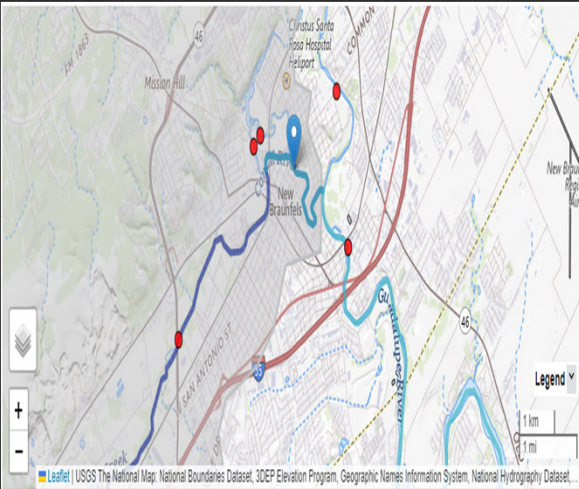 Christus Santa
Rosa Hospital
Heliport
COMMON
46
FM 1863
Mission Hill
New
Braunfels
New Brau
Regi
Guadalupe River
46
W SAN ANTONIO ST
35
Legend
+
−
1 km
1 mi
Leaflet | USGS The National Map: National Boundaries Dataset, 3DEP Elevation Program, Geographic Names Information System, National Hydrography Dataset,...